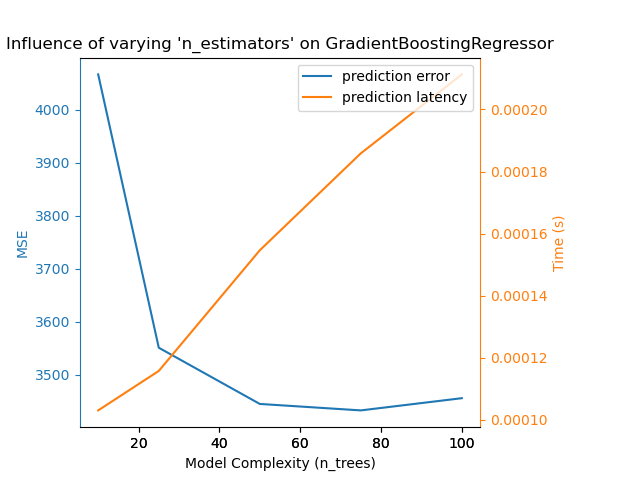 Influence of varying 'n_estimators' on GradientBoostingRegressor
prediction error
prediction latency
4000
3900
3800
3700
3600
3500
MSE
0.00020
0.00018
0.00016
0.00014
0.00012
0.00010
Time (s)
20 40 60 80 100
Model Complexity (n_trees)